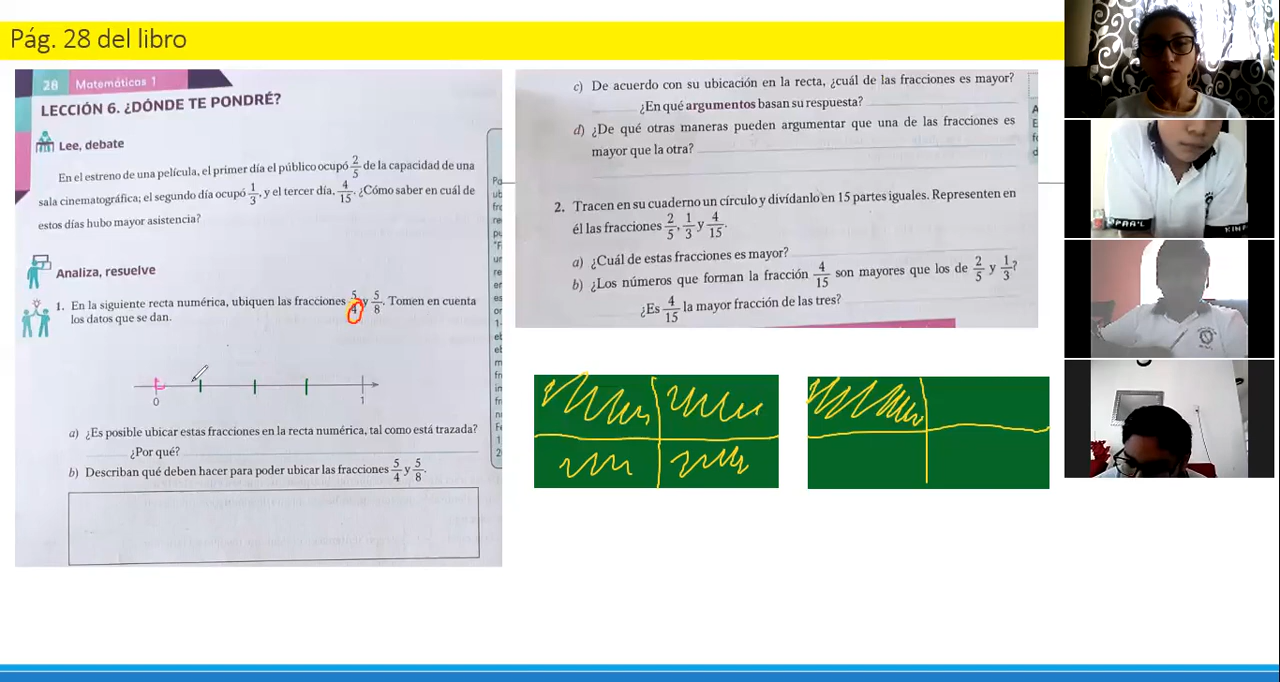 Pág. 28 del libro
28 Matemáticas 1
LECCIÓN 6. ¿DÓNDE TE PONDRÉ?
Lee, debate
En el estreno de una película, el primer día el público ocupó 2/5 de la capacidad de una
sala cinematográfica; el segundo día ocupó 1/3, y el tercer día, 4/15. ¿Cómo saber en cuál de
estos días hubo mayor asistencia?
Analiza, resuelve
1. En la siguiente recta numérica, ubiquen las fracciones 5/4 y 5/8. Tomen en cuenta
los datos que se dan.
0 1
a) ¿Es posible ubicar estas fracciones en la recta numérica, tal como está trazada?
¿Por qué?
b) Describan qué deben hacer para poder ubicar las fracciones 5/4 y 5/8.
c) De acuerdo con su ubicación en la recta, ¿cuál de las fracciones es mayor?
¿En qué argumentos basan su respuesta?
d) ¿De qué otras maneras pueden argumentar que una de las fracciones es
mayor que la otra?
2. Tracen en su cuaderno un círculo y divídanlo en 15 partes iguales. Representen en
él las fracciones 2/5, 1/3 y 4/15.
a) ¿Cuál de estas fracciones es mayor?
b) ¿Los números que forman la fracción 4/15 son mayores que los de 2/5 y 1/3?
¿Es 4/15 la mayor fracción de las tres?